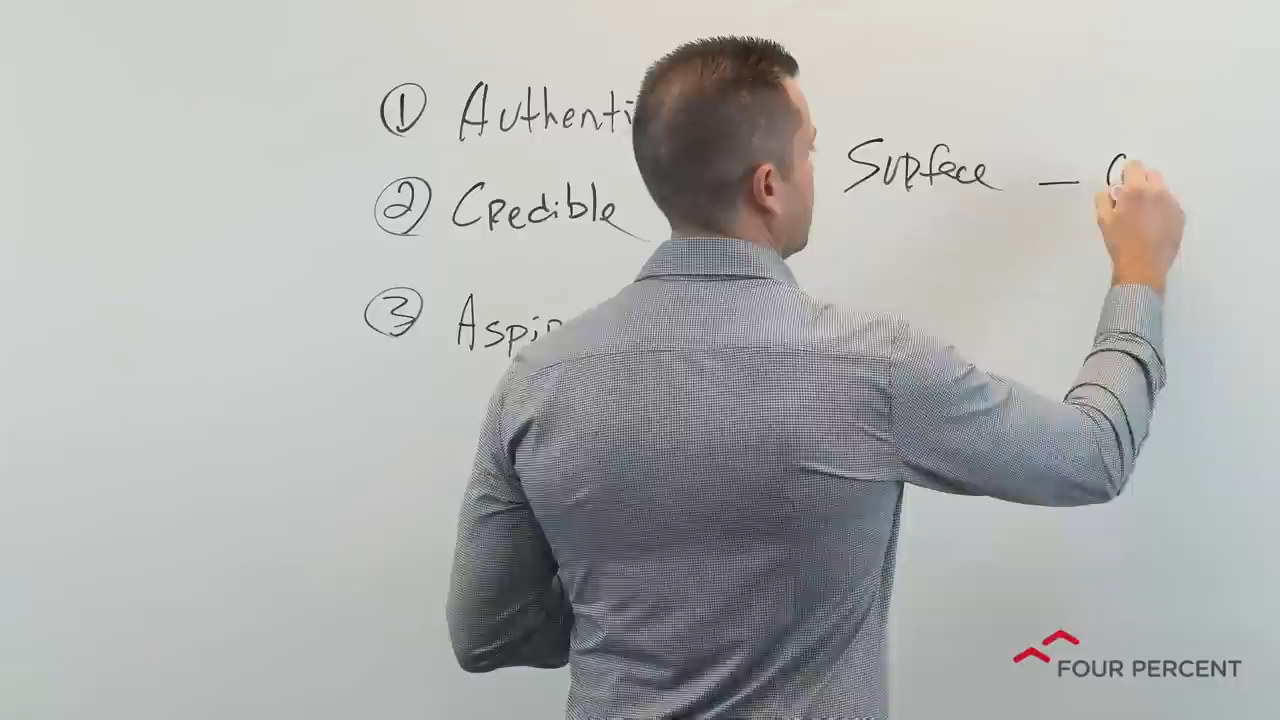 ① Authenti
② Credible
③ Aspir
Surface –
FOUR PERCENT